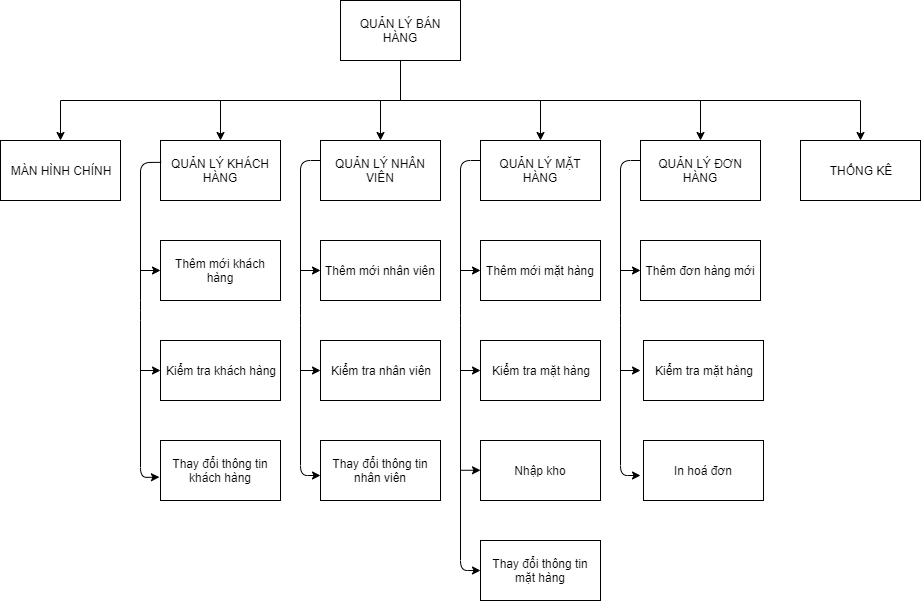 QUẢN LÝ BÁN
HÀNG
MÀN HÌNH CHÍNH
QUẢN LÝ KHÁCH
HÀNG
QUẢN LÝ NHÂN
VIÊN
QUẢN LÝ MẶT
HÀNG
QUẢN LÝ ĐƠN
HÀNG
THỐNG KÊ
Thêm mới khách
hàng
Thêm mới nhân viên
Thêm mới mặt hàng
Thêm đơn hàng mới
Kiểm tra khách hàng
Kiểm tra nhân viên
Kiểm tra mặt hàng
Kiểm tra mặt hàng
Thay đổi thông tin
khách hàng
Thay đổi thông tin
nhân viên
Nhập kho
In hoá đơn
Thay đổi thông tin
mặt hàng